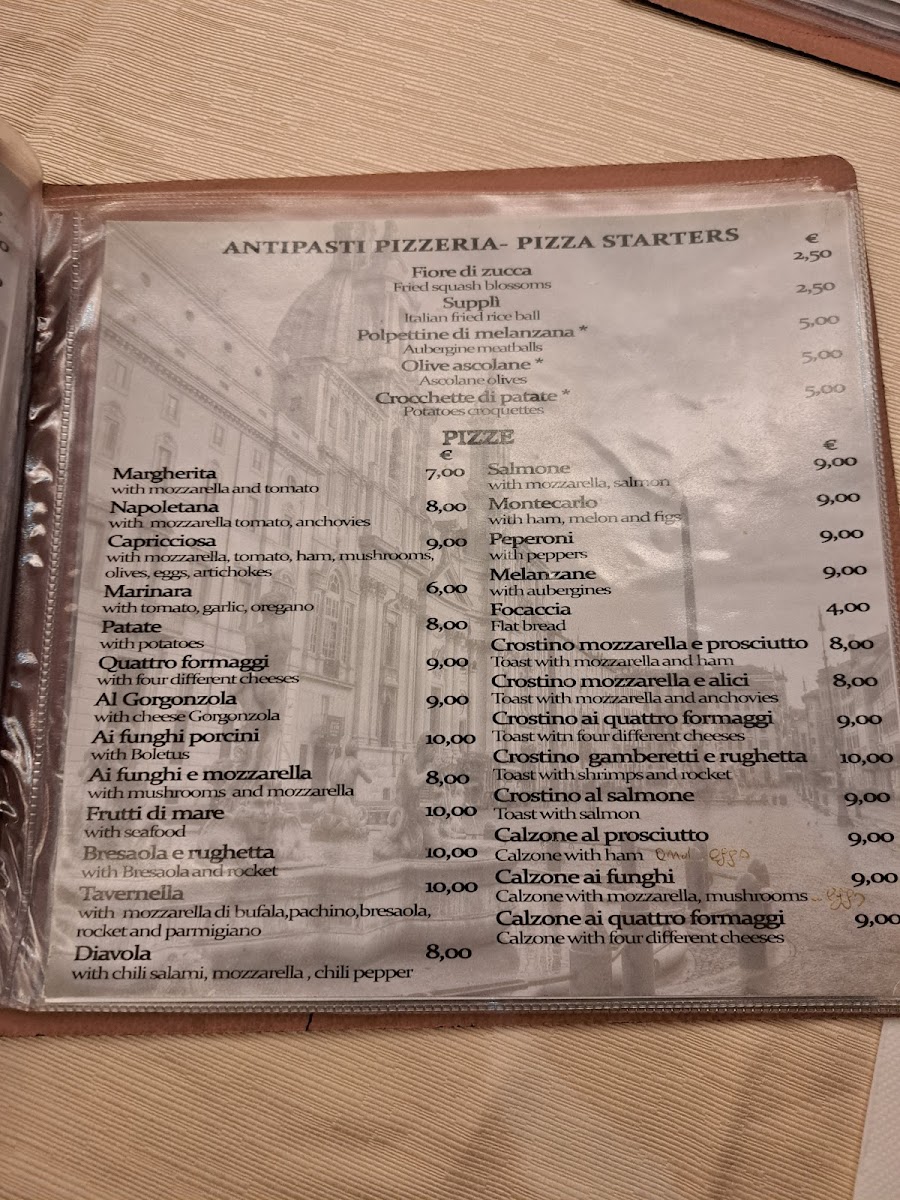 ANTIPASTI PIZZERIA- PIZZA STARTERS €
Fiore di zucca 2,50
Fried squash blossoms
Supplì 2,50
Italian fried rice ball
Polpettine di melanzana * 5,00
Aubergine meatballs
Olive ascolane * 5,00
Ascolane olives
Crocchette di patate * 5,00
Potatoes croquettes
PIZZE
€
Margherita 7,00
with mozzarella and tomato
Napoletana 8,00
with mozzarella tomato, anchovies
Capricciosa 9,00
with mozzarella, tomato, ham, mushrooms,
olives, eggs, artichokes
Marinara 6,00
with tomato, garlic, oregano
Patate 8,00
with potatoes
Quattro formaggi 9,00
with four different cheeses
Al Gorgonzola 9,00
with cheese Gorgonzola
Ai funghi porcini 10,00
with Boletus
Ai funghi e mozzarella 8,00
with mushrooms and mozzarella
Frutti di mare 10,00
with seafood
Bresaola e rughetta 10,00
with Bresaola and rocket
Tavernella 10,00
with mozzarella di bufala,pachino,bresaola,
rocket and parmigiano
Diavola 8,00
with chili salami, mozzarella , chili pepper
€
Salmone 9,00
with mozzarella, salmon
Montecarlo 9,00
with ham, melon and figs
Peperoni 9,00
with peppers
Melanzane 9,00
with aubergines
Focaccia 4,00
Flat bread
Crostino mozzarella e prosciutto 8,00
Toast with mozzarella and ham
Crostino mozzarella e alici 8,00
Toast with mozzarella and anchovies
Crostino ai quattro formaggi 9,00
Toast with four different cheeses
Crostino gamberetti e rughetta 10,00
Toast with shrimps and rocket
Crostino al salmone 9,00
Toast with salmon
Calzone al prosciutto 9,00
Calzone with ham and eggs
Calzone ai funghi 9,00
Calzone with mozzarella, mushrooms eggs
Calzone ai quattro formaggi 9,00
Calzone with four different cheeses